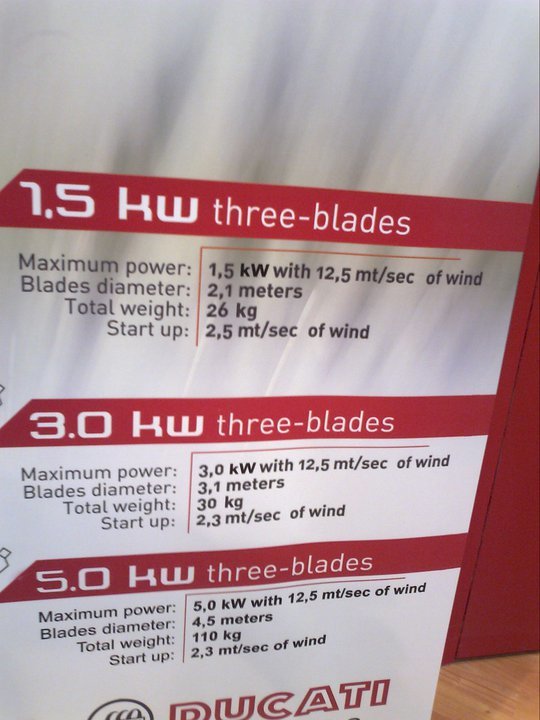 1.5 kw three-blades
Maximum power: 1,5 kW with 12,5 mt/sec of wind
Blades diameter: 2,1 meters
Total weight: 26 kg
Start up: 2,5 mt/sec of wind
3.0 kw three-blades
Maximum power: 3,0 kW with 12,5 mt/sec of wind
Blades diameter: 3,1 meters
Total weight: 30 kg
Start up: 2,3 mt/sec of wind
5.0 kw three-blades
Maximum power: 5,0 kW with 12,5 mt/sec of wind
Blades diameter: 4,5 meters
Total weight: 110 kg
Start up: 2,3 mt/sec of wind
DUCATI